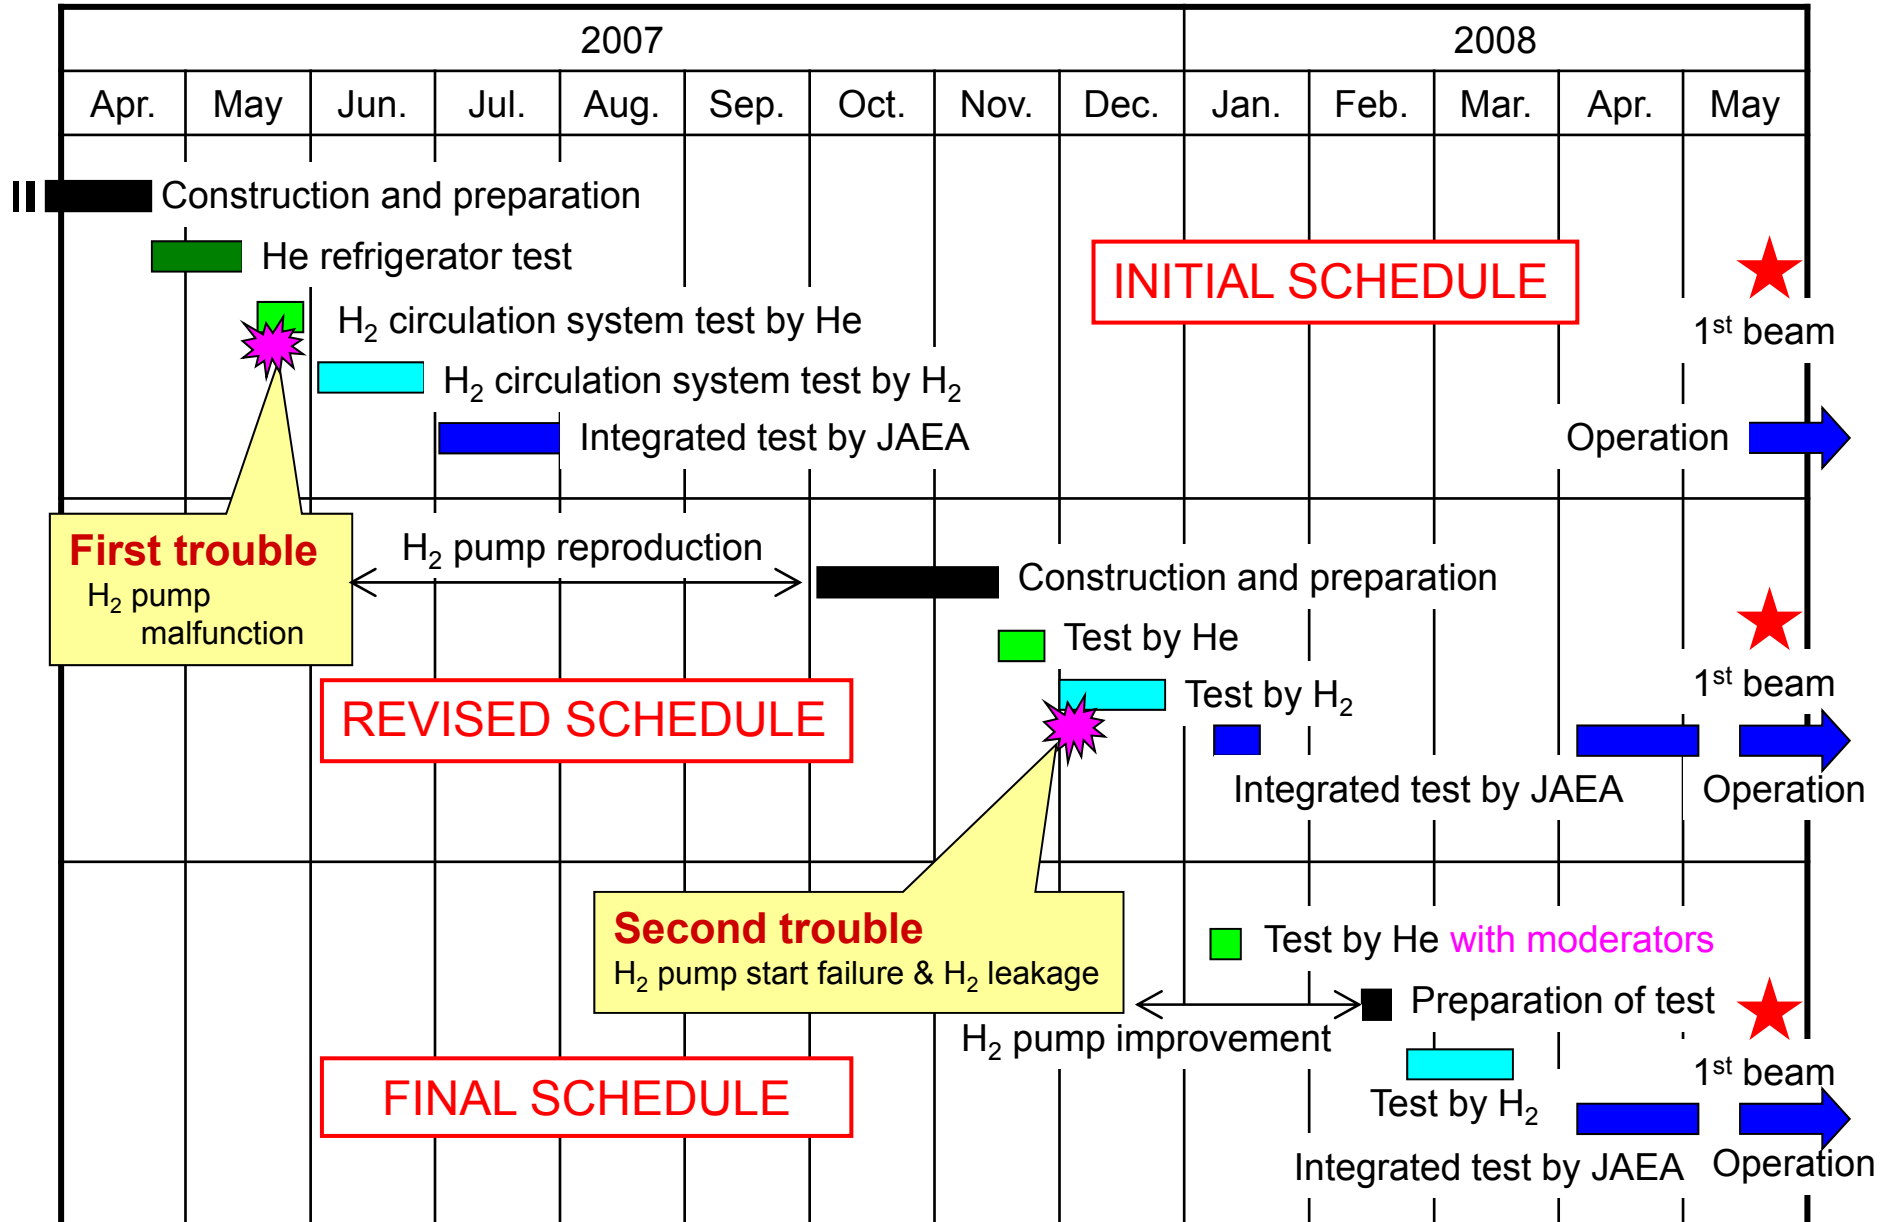 2007 2008
Apr. May Jun. Jul. Aug. Sep. Oct. Nov. Dec. Jan. Feb. Mar. Apr. May
Construction and preparation
He refrigerator test
INITIAL SCHEDULE
H2 circulation system test by He
1st beam
H2 circulation system test by H2
Integrated test by JAEA
Operation
First trouble
H2 pump
malfunction
H2 pump reproduction
Construction and preparation
Test by He
REVISED SCHEDULE
Test by H2
1st beam
Integrated test by JAEA
Operation
Second trouble
H2 pump start failure & H2 leakage
Test by He with moderators
Preparation of test
H2 pump improvement
FINAL SCHEDULE
1st beam
Test by H2
Integrated test by JAEA
Operation